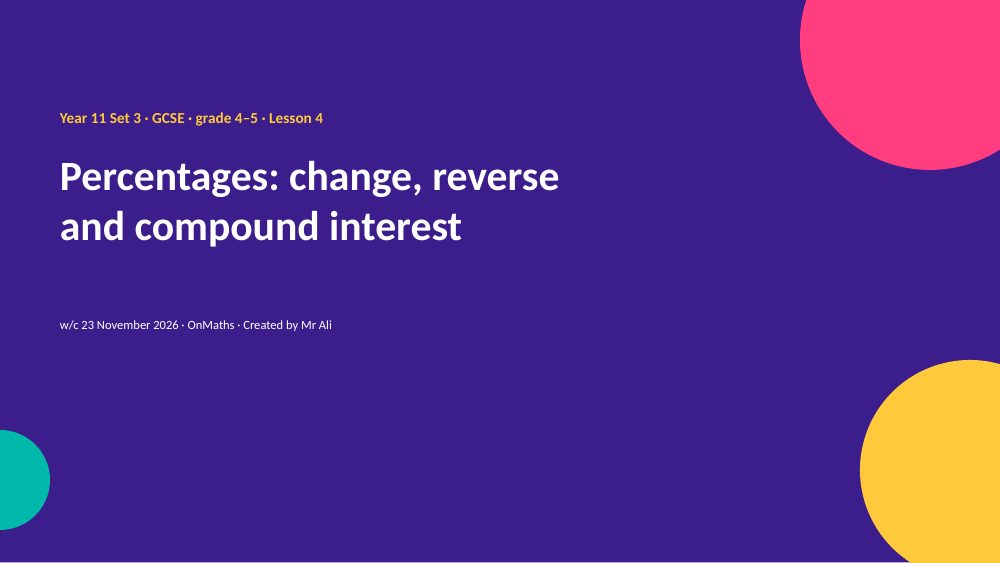 Year 11 Set 3 · GCSE · grade 4–5 · Lesson 4
Percentages: change, reverse
and compound interest
w/c 23 November 2026 · OnMaths · Created by Mr Ali